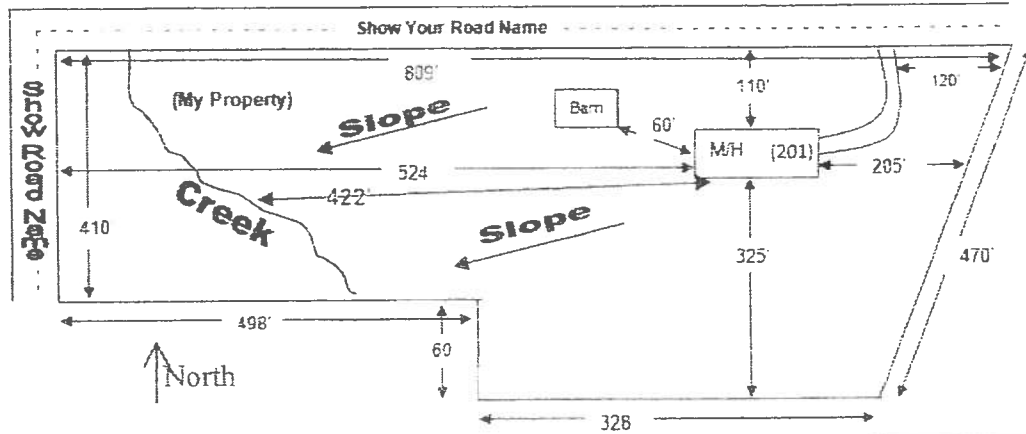 Show Your Road Name
Show Road Name
809'
(My Property)
Slope
Barn
60'
110'
120'
M/H (201)
524
205'
422'
Creek
410
Slope
325'
470'
498'
60
North
328